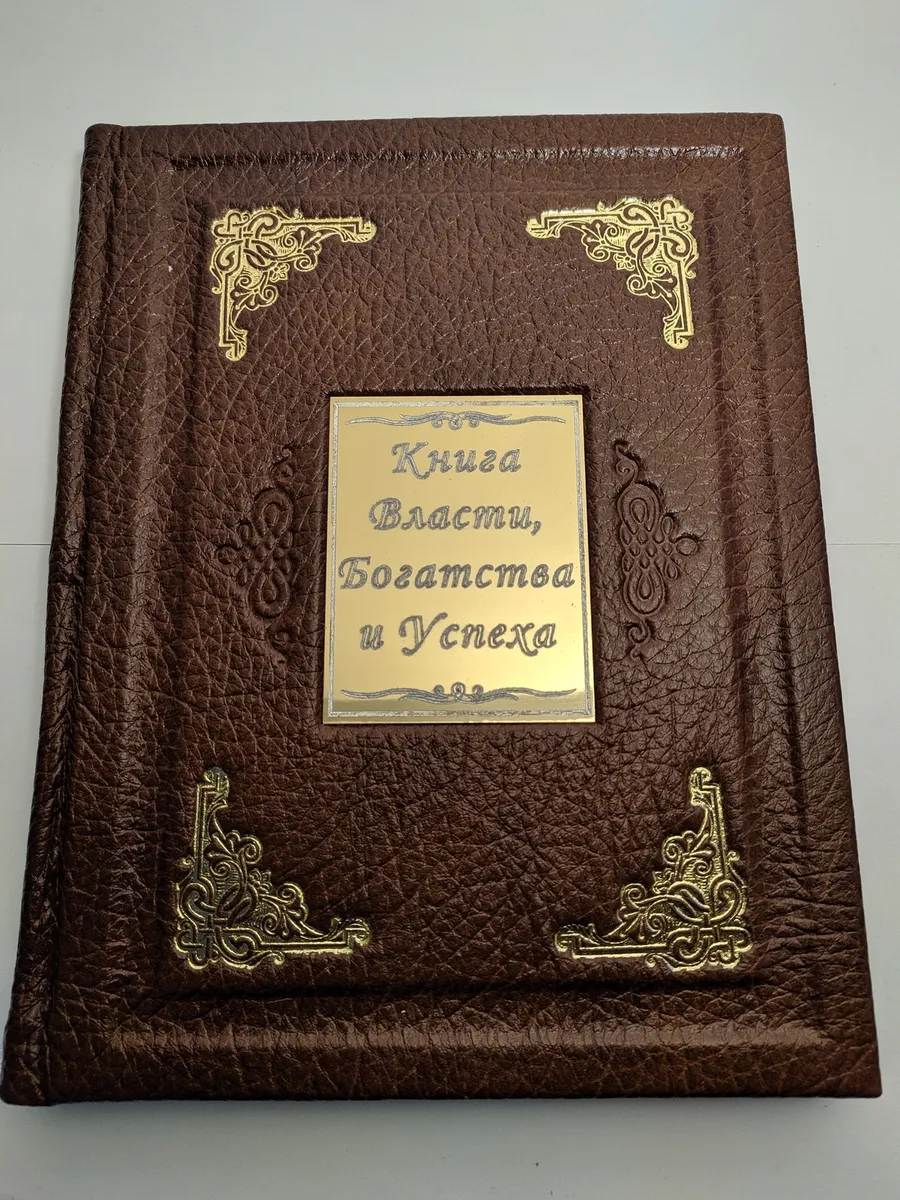 Книга
Власти,
Богатства
и Успеха